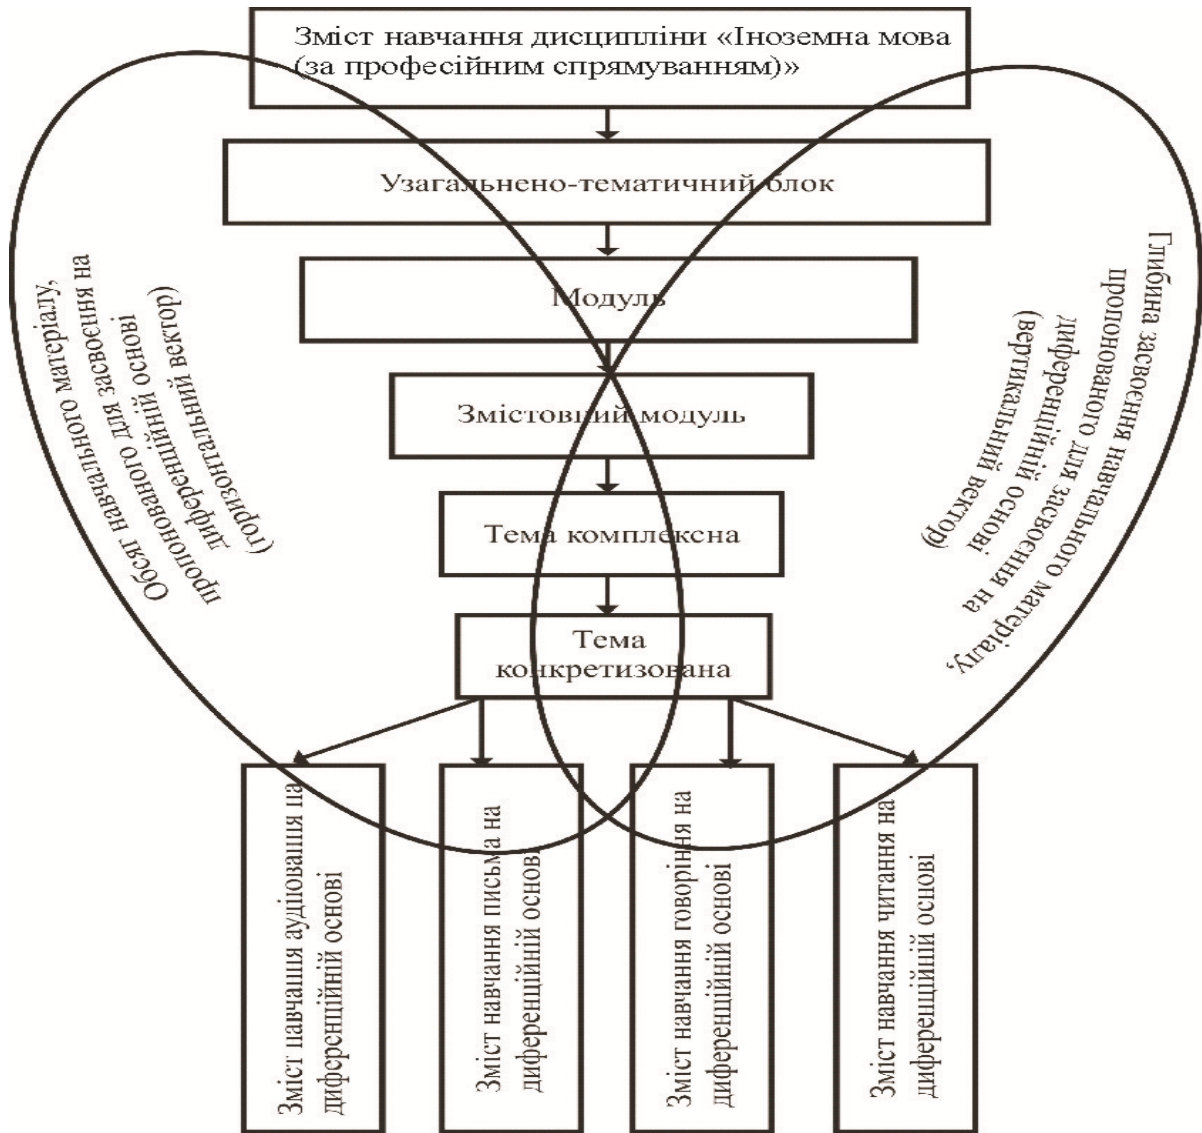 Зміст навчання дисципліни «Іноземна мова
(за професійним спрямуванням)»
Узагальнено-тематичний блок
Модуль
Змістовний модуль
Тема комплексна
Тема
конкретизована
Обсяг навчального матеріалу,
пропонованого для засвоєння на
диференційній основі
(горизонтальний вектор)
Глибина засвоєння навчального матеріалу,
пропонованого для засвоєння на
диференційній основі
(вертикальний вектор)
Зміст навчання аудіювання на
диференційній основі
Зміст навчання письма на
диференційній основі
Зміст навчання говоріння на
диференційній основі
Зміст навчання читання на
диференційній основі